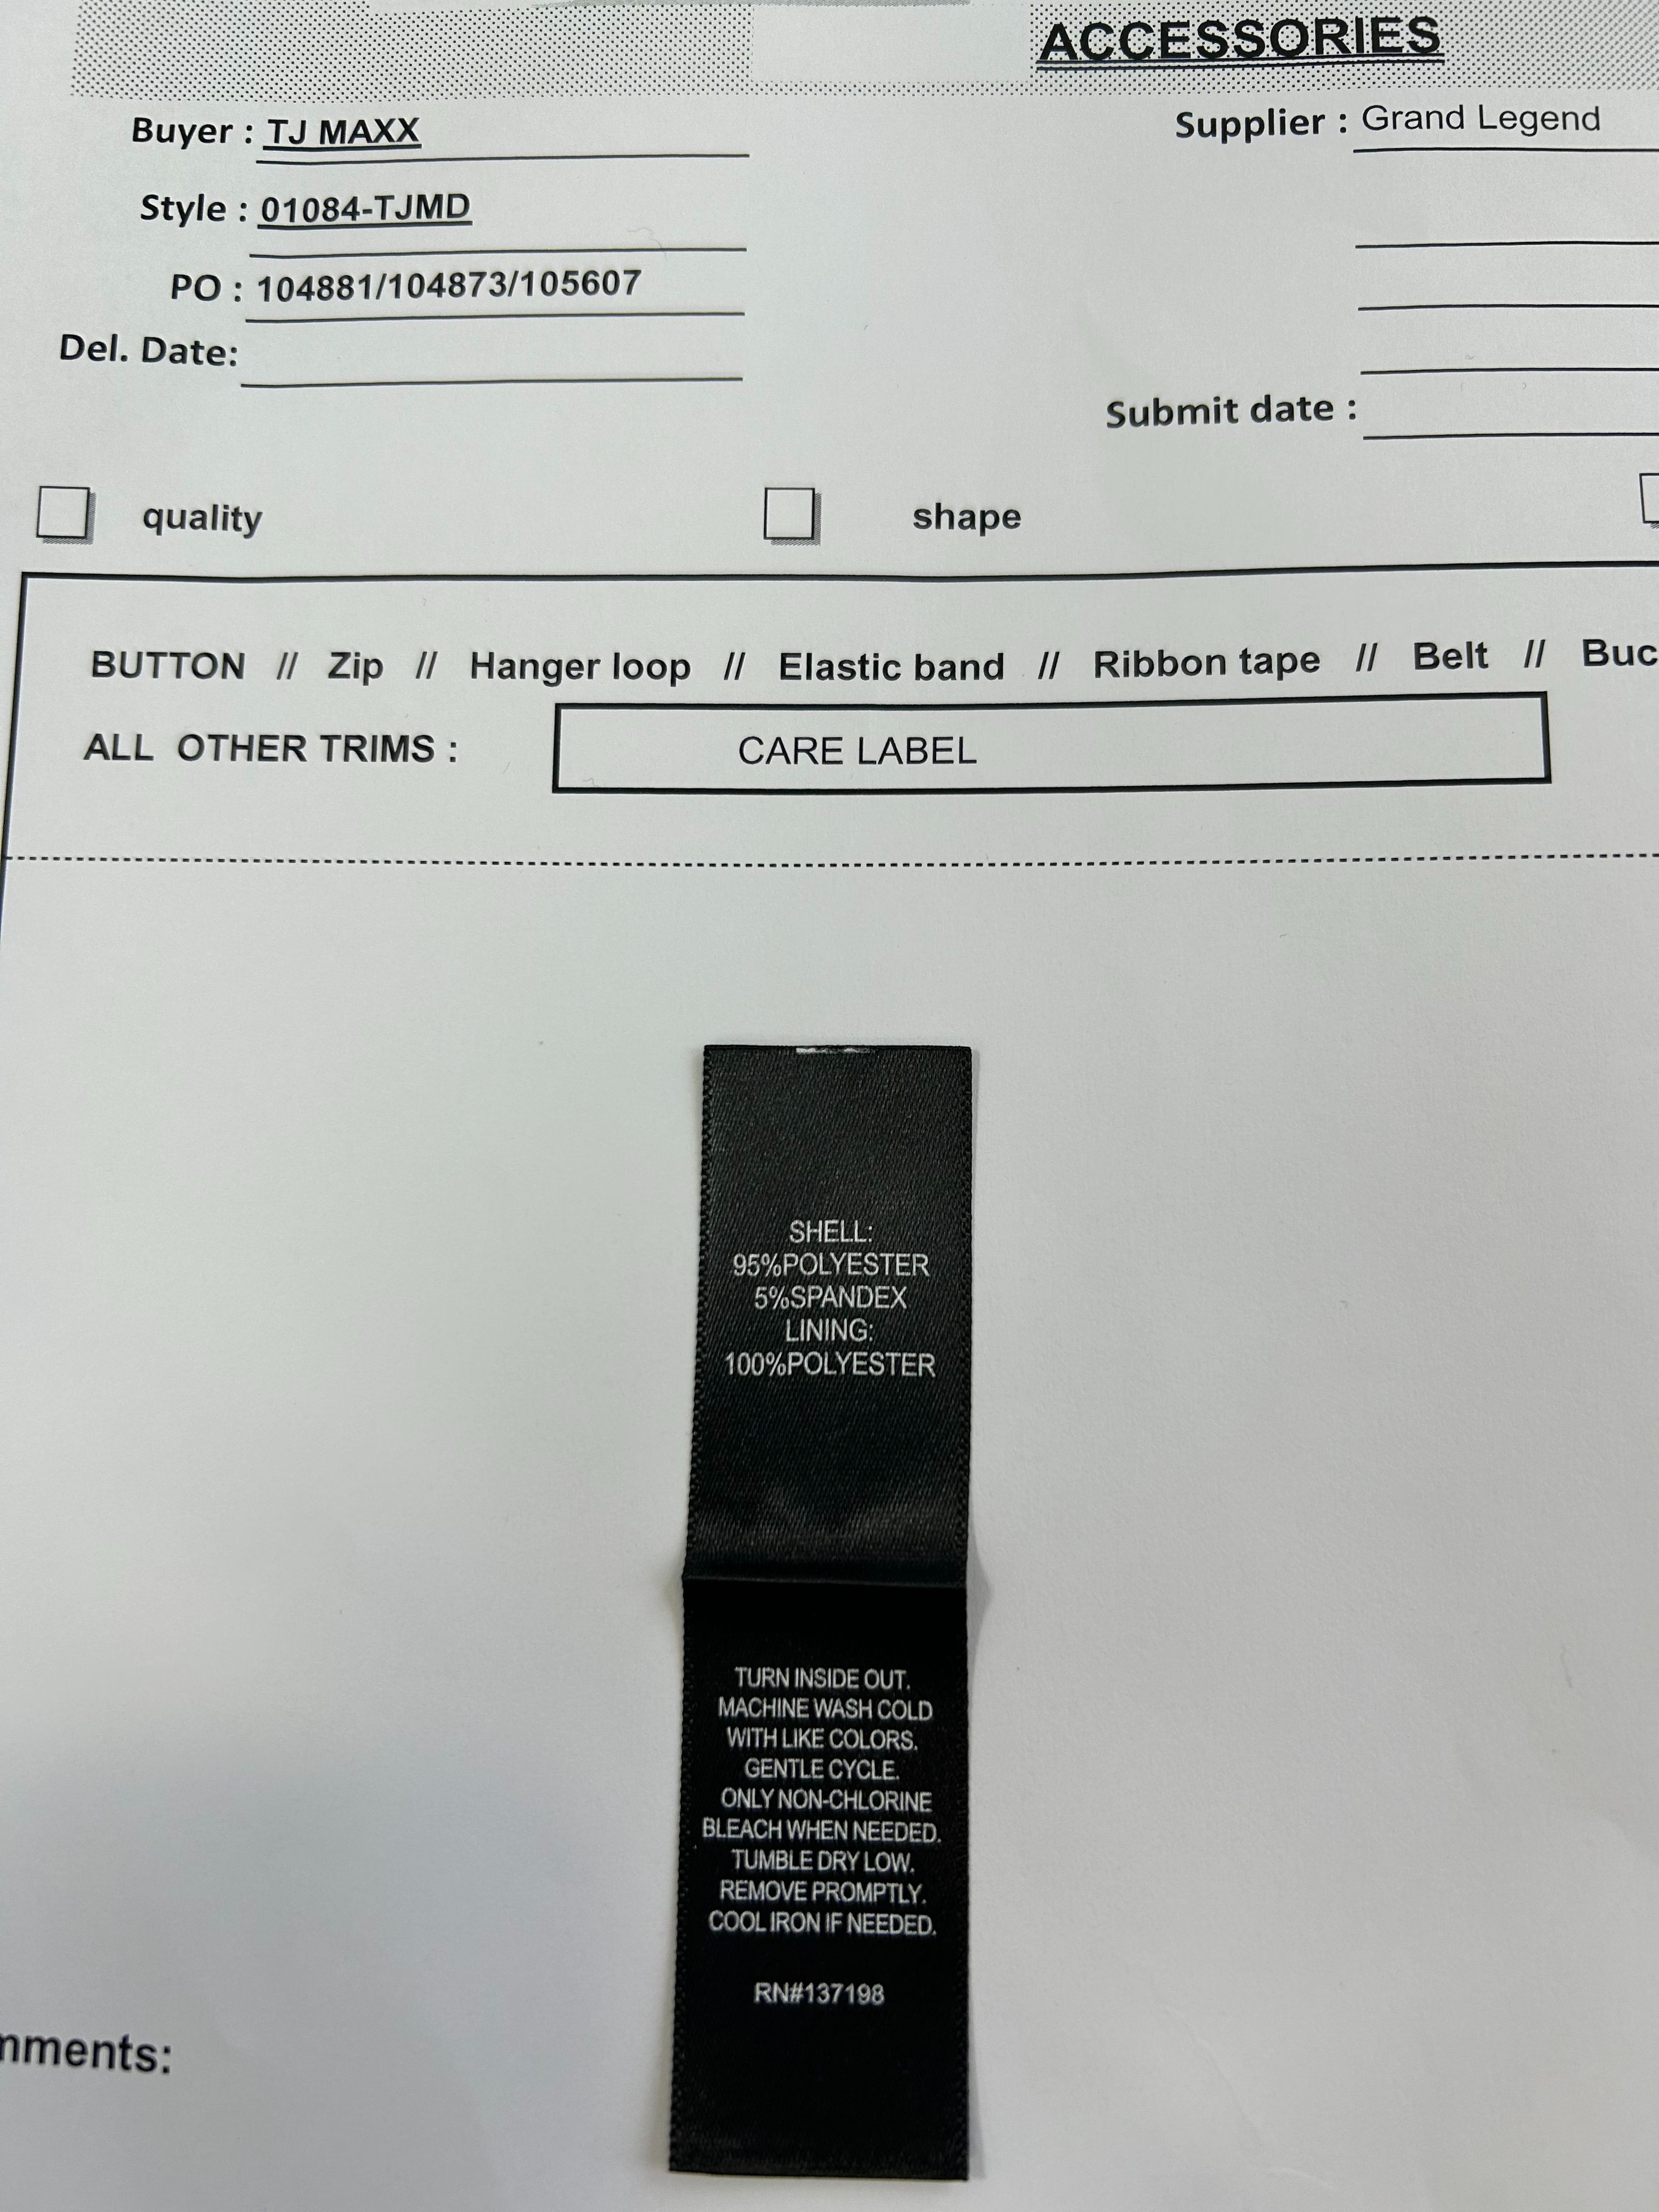 ACCESSORIES
Buyer : TJ MAXX
Supplier : Grand Legend
Style : 01084-TJMD
PO : 104881/104873/105607
Del. Date:
Submit date :
quality
shape
BUTTON // Zip // Hanger loop // Elastic band // Ribbon tape // Belt // Buc
ALL OTHER TRIMS :
CARE LABEL
SHELL:
95%POLYESTER
5%SPANDEX
LINING:
100%POLYESTER
TURN INSIDE OUT.
MACHINE WASH COLD
WITH LIKE COLORS.
GENTLE CYCLE.
ONLY NON-CHLORINE
BLEACH WHEN NEEDED.
TUMBLE DRY LOW.
REMOVE PROMPTLY.
COOL IRON IF NEEDED.
RN#137198
mments: